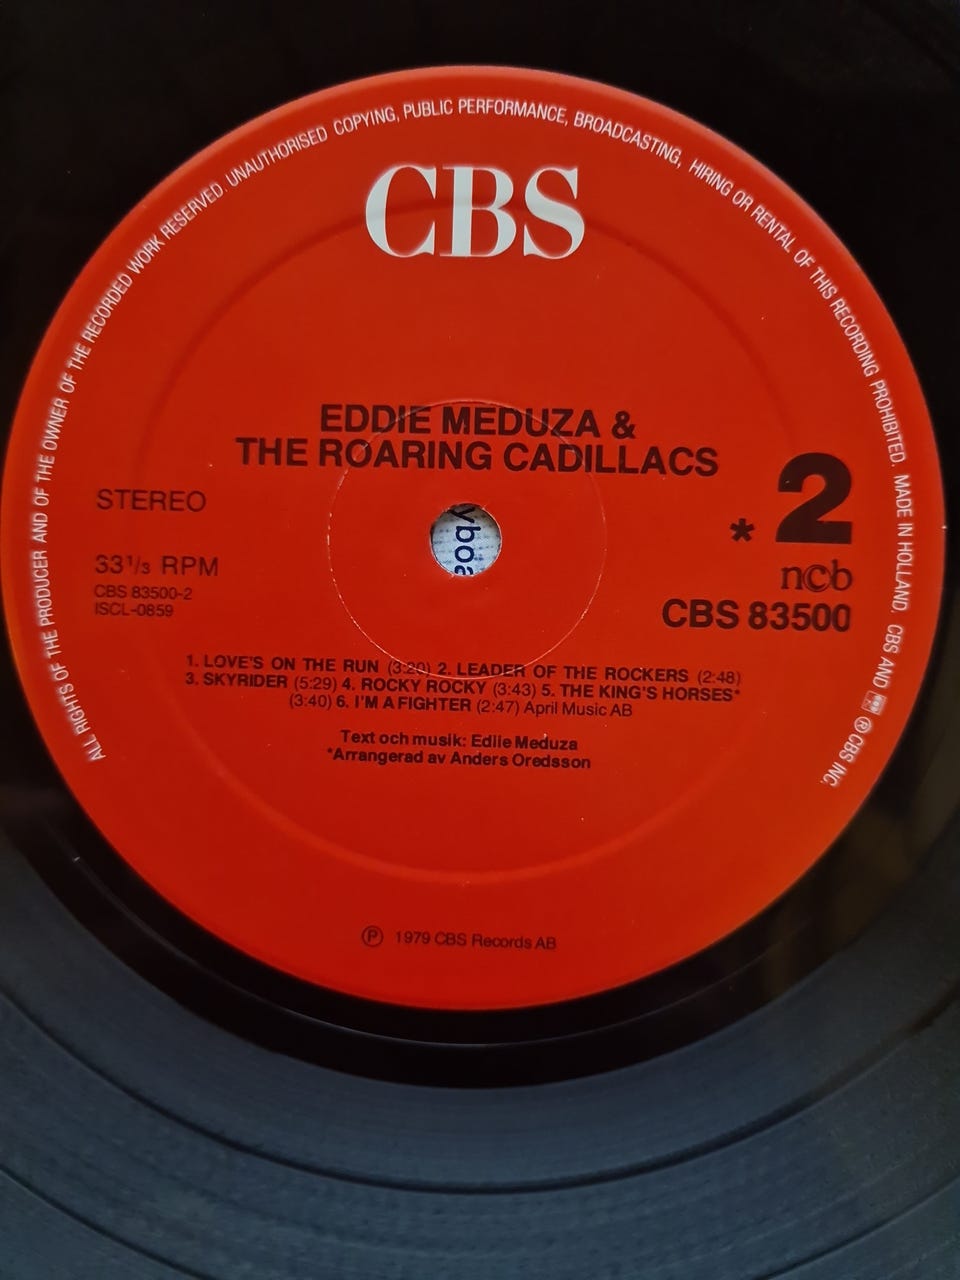 ALL RIGHTS OF THE PRODUCER AND OF THE OWNER OF THE RECORDED WORK RESERVED. UNAUTHORISED COPYING, PUBLIC PERFORMANCE, BROADCASTING, HIRING OR RENTAL OF THIS RECORDING PROHIBITED. MADE IN HOLLAND. CBS AND ® CBS INC.
CBS
EDDIE MEDUZA &
THE ROARING CADILLACS
STEREO
* 2
33 1/3 RPM
ncb
CBS 83500-2
CBS 83500
ISCL-0859
1. LOVE'S ON THE RUN (3:20) 2. LEADER OF THE ROCKERS (2:48)
3. SKYRIDER (5:29) 4. ROCKY ROCKY (3:43) 5. THE KING'S HORSES*
(3:40) 6. I'M A FIGHTER (2:47) April Music AB
Text och musik: Ediie Meduza
*Arrangerad av Anders Oredsson
Ⓟ 1979 CBS Records AB